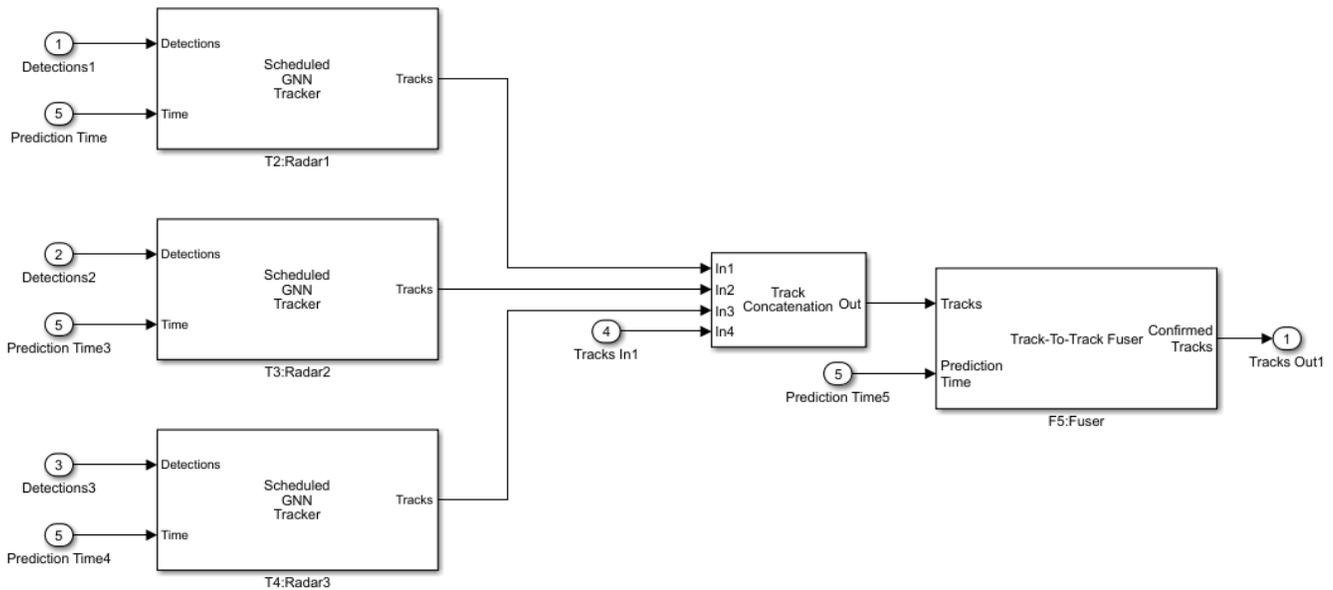 1
Detections1
5
Prediction Time
Detections
Time
Scheduled
GNN
Tracker
Tracks
T2:Radar1
2
Detections2
5
Prediction Time3
Detections
Time
Scheduled
GNN
Tracker
Tracks
T3:Radar2
3
Detections3
5
Prediction Time4
Detections
Time
Scheduled
GNN
Tracker
Tracks
T4:Radar3
4
Tracks In1
In1
In2
In3
In4
Track
Concatenation
Out
5
Prediction Time5
Tracks
Prediction
Time
Track-To-Track Fuser
Confirmed
Tracks
F5:Fuser
1
Tracks Out1